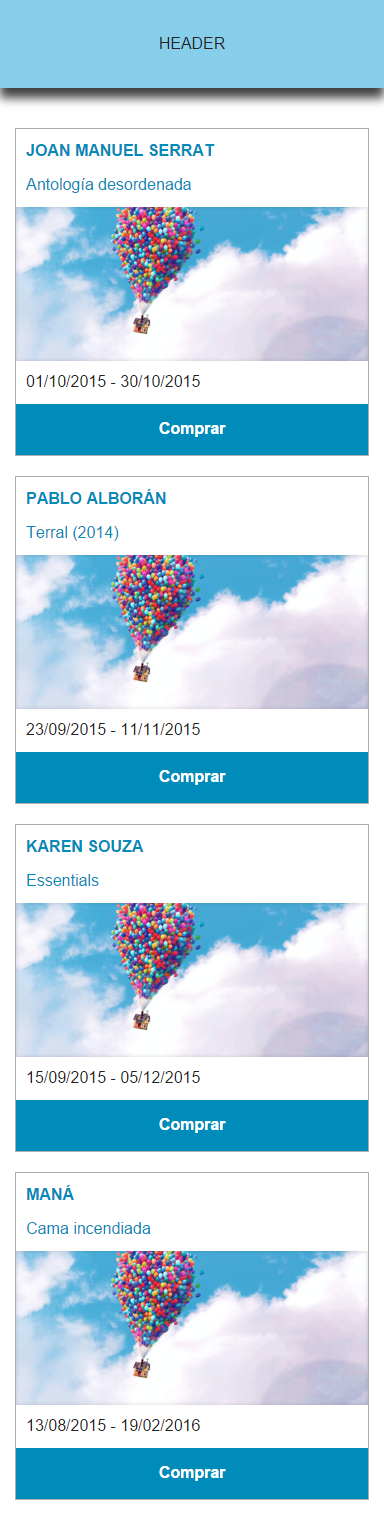 HEADER
JOAN MANUEL SERRAT
Antología desordenada
01/10/2015 - 30/10/2015
Comprar
PABLO ALBORÁN
Terral (2014)
23/09/2015 - 11/11/2015
Comprar
KAREN SOUZA
Essentials
15/09/2015 - 05/12/2015
Comprar
MANÁ
Cama incendiada
13/08/2015 - 19/02/2016
Comprar